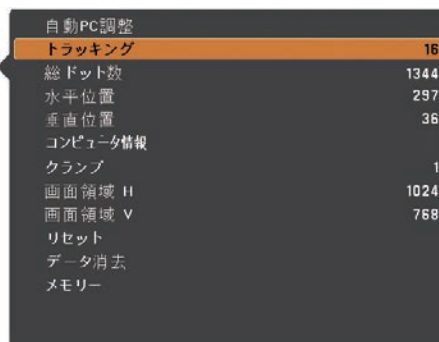 自動PC調整
トラッキング 16
総ドット数 1344
水平位置 297
垂直位置 36
コンピュータ情報
クランプ 1
画面領域 H 1024
画面領域 V 768
リセット
データ消去
メモリー